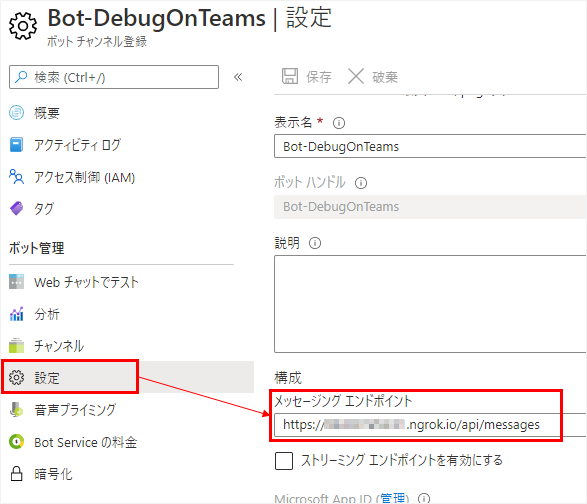 Bot-DebugOnTeams | 設定
ボット チャンネル登録
検索 (Ctrl+/)
«
保存
破棄
概要
アクティビティ ログ
アクセス制御 (IAM)
タグ
ボット管理
Web チャットでテスト
分析
チャンネル
設定
音声プライミング
Bot Service の料金
暗号化
表示名 *
Bot-DebugOnTeams
ボット ハンドル
Bot-DebugOnTeams
説明
構成
メッセージング エンドポイント
https:// .ngrok.io/api/messages
ストリーミング エンドポイントを有効にする
Microsoft App ID (管理)